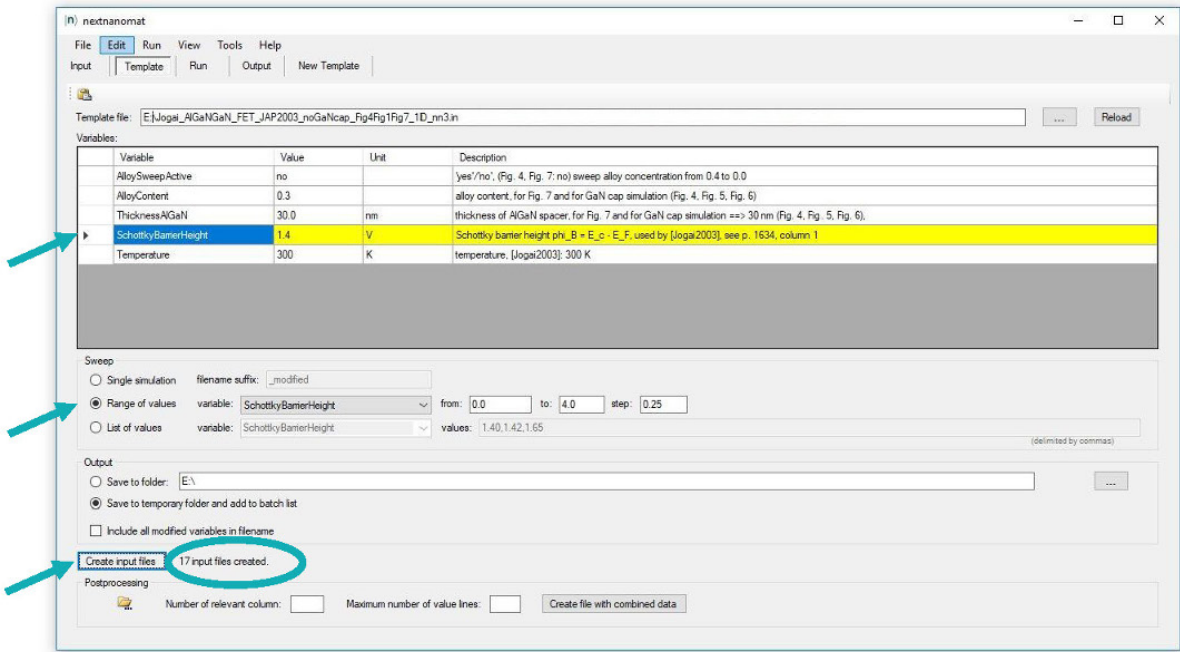 |n⟩ nextnanomat
File Edit Run View Tools Help
Input Template Run Output New Template
Template file: E:\Jogai_AlGaNGaN_FET_JAP2003_noGaNcap_Fig4Fig1Fig7_1D_nn3.in ... Reload
Variables:
Variable Value Unit Description
AlloySweepActive no 'yes'/'no', (Fig. 4, Fig. 7: no) sweep alloy concentration from 0.4 to 0.0
AlloyContent 0.3 alloy content, for Fig. 7 and for GaN cap simulation (Fig. 4, Fig. 5, Fig. 6)
ThicknessAlGaN 30.0 nm thickness of AlGaN spacer, for Fig. 7 and for GaN cap simulation ==> 30 nm (Fig. 4, Fig. 5, Fig. 6),
SchottkyBarrierHeight 1.4 V Schottky barrier height phi_B = E_c - E_F, used by [Jogai2003], see p. 1634, column 1
Temperature 300 K temperature, [Jogai2003]: 300 K
Sweep
Single simulation filename suffix: _modified
Range of values variable: SchottkyBarrierHeight from: 0.0 to: 4.0 step: 0.25
List of values variable: SchottkyBarrierHeight values: 1.40,1.42,1.65
(delimited by commas)
Output
Save to folder: E:\ ...
Save to temporary folder and add to batch list
Include all modified variables in filename
Create input files 17 input files created.
Postprocessing
Number of relevant column: Maximum number of value lines: Create file with combined data